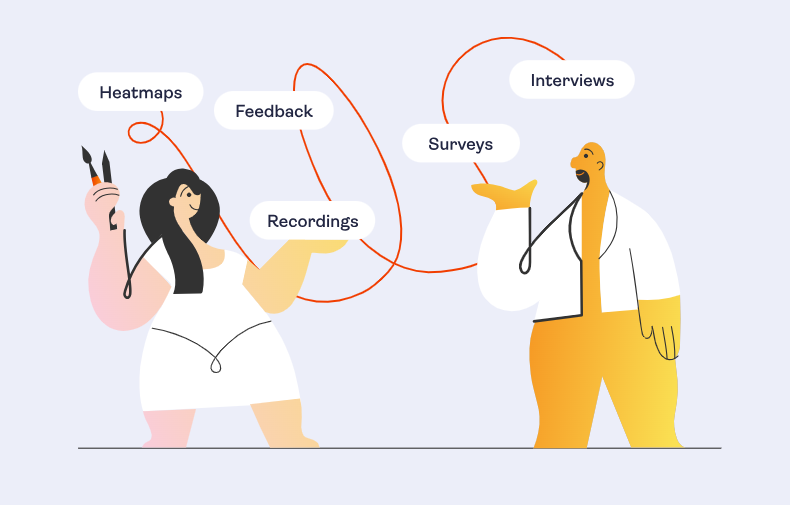 Heatmaps
Feedback
Recordings
Surveys
Interviews